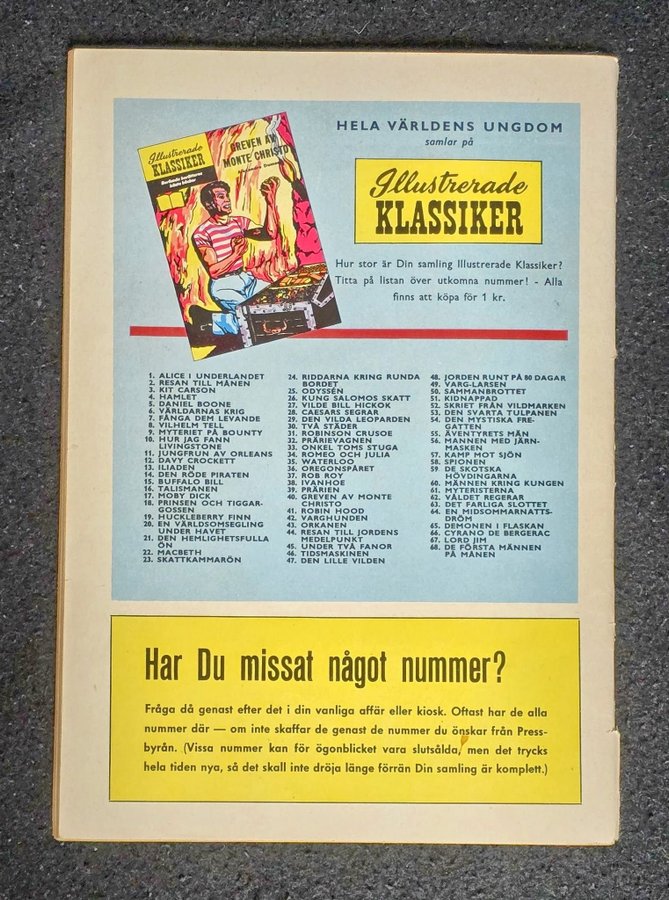 Illustrerade
KLASSIKER
Berömda berättares
bästa böcker
GREVEN AV
MONTE CHRISTO
Alexandre Dumas
HELA VÄRLDENS UNGDOM
samlar på
Illustrerade
KLASSIKER
Hur stor är Din samling Illustrerade Klassiker?
Titta på listan över utkomna nummer! - Alla
finns att köpa för 1 kr.
1. ALICE I UNDERLANDET
2. RESAN TILL MÅNEN
3. KIT CARSON
4. HAMLET
5. DANIEL BOONE
6. VÄRLDARNAS KRIG
7. FÅNGA DEM LEVANDE
8. VILHELM TELL
9. MYTERIET PÅ BOUNTY
10. HUR JAG FANN
LIVINGSTONE
11. JUNGFRUN AV ORLEANS
12. DAVY CROCKETT
13. ILIADEN
14. DEN RÖDE PIRATEN
15. BUFFALO BILL
16. TALISMANEN
17. MOBY DICK
18. PRINSEN OCH TIGGAR-
GOSSEN
19. HUCKLEBERRY FINN
20. EN VÄRLDSOMSEGLING
UNDER HAVET
21. DEN HEMLIGHETSFULLA
ÖN
22. MACBETH
23. SKATTKAMMARÖN
24. RIDDARNA KRING RUNDA
BORDET
25. ODYSSÉN
26. KUNG SALOMOS SKATT
27. VILDE BILL HICKOK
28. CAESARS SEGRAR
29. DEN VILDA LEOPARDEN
30. TVÅ STÄDER
31. ROBINSON CRUSOE
32. PRÄRIEVAGNEN
33. ONKEL TOMS STUGA
34. ROMEO OCH JULIA
35. WATERLOO
36. OREGONSPÅRET
37. ROB ROY
38. IVANHOE
39. PRÄRIEN
40. GREVEN AV MONTE
CHRISTO
41. ROBIN HOOD
42. VARGHUNDEN
43. ORKANEN
44. RESAN TILL JORDENS
MEDELPUNKT
45. UNDER TVÅ FANOR
46. TIDSMASKINEN
47. DEN LILLE VILDEN
48. JORDEN RUNT PÅ 80 DAGAR
49. VARG-LARSEN
50. SAMMANBROTTET
51. KIDNAPPAD
52. SKRIET FRÅN VILDMARKEN
53. DEN SVARTA TULPANEN
54. DEN MYSTISKA FRE-
GATTEN
55. ÄVENTYRETS MÄN
56. MANNEN MED JÄRN-
MASKEN
57. KAMP MOT SJÖN
58. SPIONEN
59. DE SKOTSKA
HÖVDINGARNA
60. MÄNNEN KRING KUNGEN
61. MYTERISTERNA
62. VÅLDET REGERAR
63. DET FARLIGA SLOTTET
64. EN MIDSOMMARNATTS-
DRÖM
65. DEMONEN I FLASKAN
66. CYRANO DE BERGERAC
67. LORD JIM
68. DE FÖRSTA MÄNNEN
PÅ MÅNEN
Har Du missat något nummer?
Fråga då genast efter det i din vanliga affär eller kiosk. Oftast har de alla
nummer där — om inte skaffar de genast de nummer du önskar från Press-
byrån. (Vissa nummer kan för ögonblicket vara slutsålda, men det trycks
hela tiden nya, så det skall inte dröja länge förrän Din samling är komplett.)